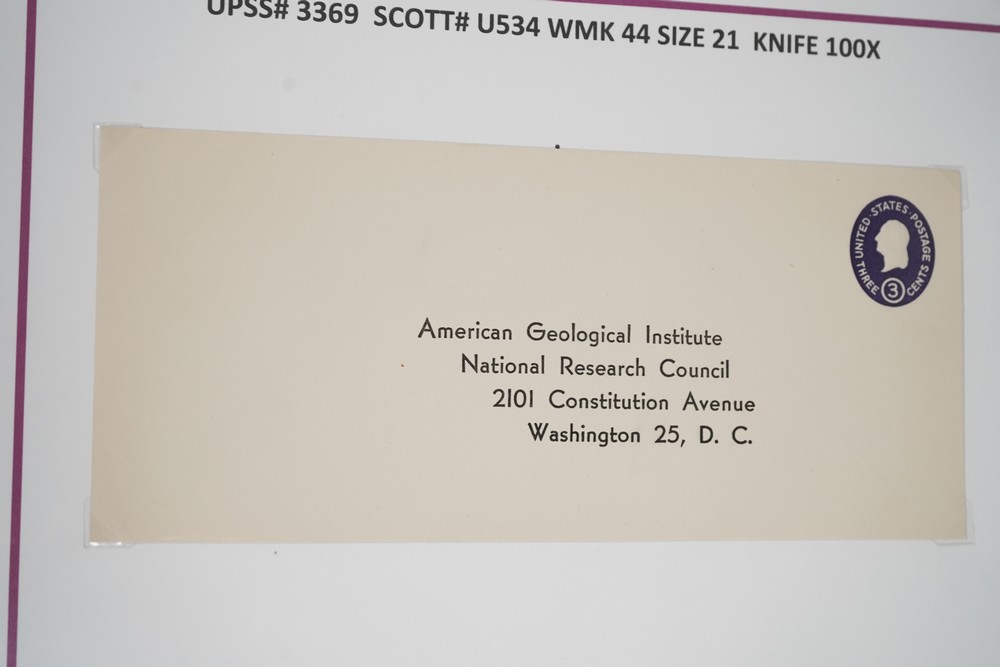 UPSS# 3369 SCOTT# U534 WMK 44 SIZE 21 KNIFE 100X
UNITED · STATES · POSTAGE
THREE 3 CENTS
American Geological Institute
National Research Council
2101 Constitution Avenue
Washington 25, D. C.